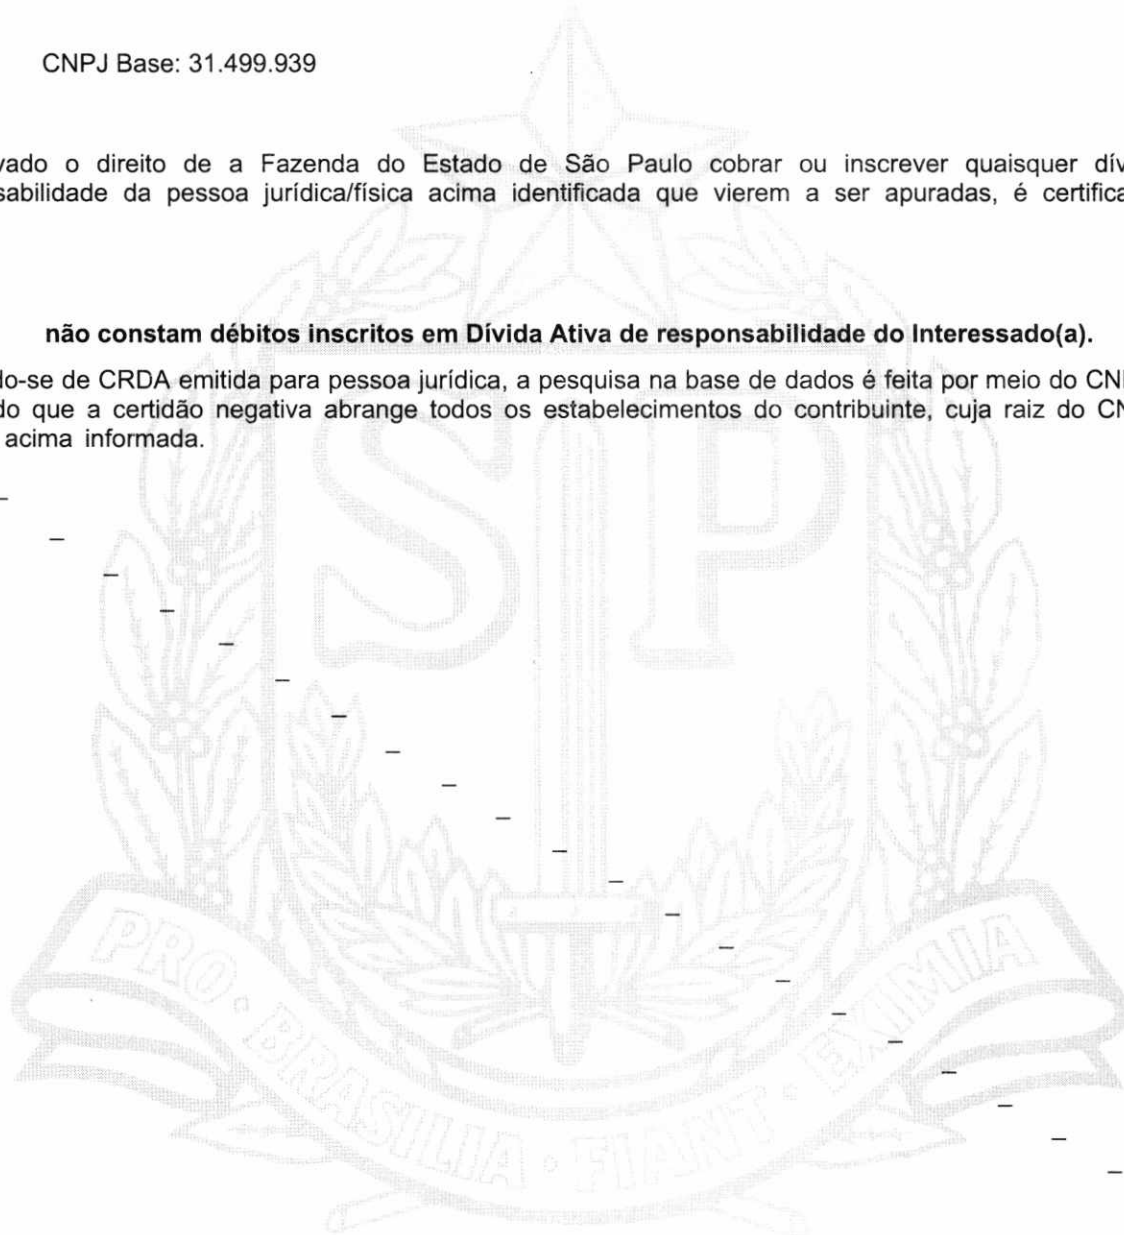 CNPJ Base: 31.499.939
vado o direito de a Fazenda do Estado de São Paulo cobrar ou inscrever quaisquer dív
sabilidade da pessoa jurídica/física acima identificada que vierem a ser apuradas, é certifica
não constam débitos inscritos em Dívida Ativa de responsabilidade do Interessado(a).
do-se de CRDA emitida para pessoa jurídica, a pesquisa na base de dados é feita por meio do CN
do que a certidão negativa abrange todos os estabelecimentos do contribuinte, cuja raiz do CN
acima informada.
SP
PRO • BRASILIA • FIANT • EXIMIA